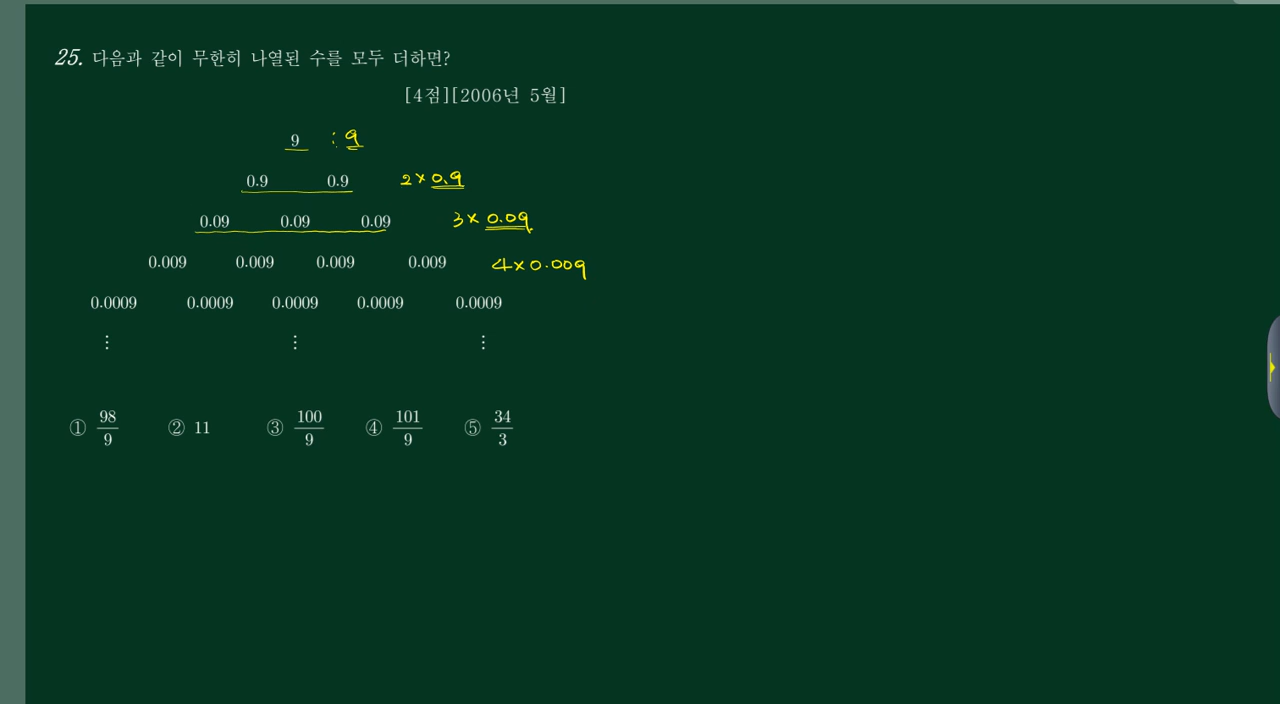 25. 다음과 같이 무한히 나열된 수를 모두 더하면?
[4점][2006년 5월]
9 : 9
0.9 0.9 2 × 0.9
0.09 0.09 0.09 3 × 0.09
0.009 0.009 0.009 0.009 4 × 0.009
0.0009 0.0009 0.0009 0.0009 0.0009
⋮ ⋮ ⋮
① 98/9 ② 11 ③ 100/9 ④ 101/9 ⑤ 34/3